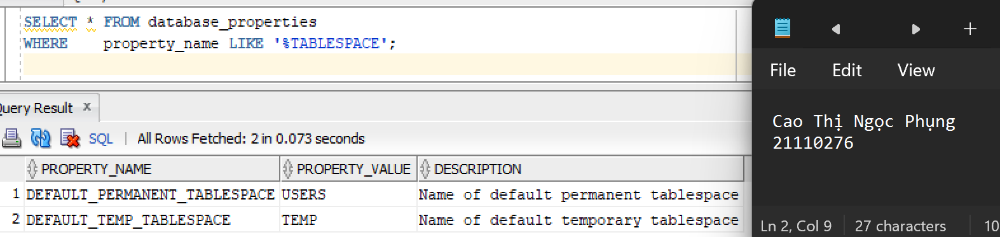 SELECT * FROM database_properties
WHERE property_name LIKE '%TABLESPACE';
Query Result x
SQL | All Rows Fetched: 2 in 0.073 seconds
PROPERTY_NAME PROPERTY_VALUE DESCRIPTION
1 DEFAULT_PERMANENT_TABLESPACE USERS Name of default permanent tablespace
2 DEFAULT_TEMP_TABLESPACE TEMP Name of default temporary tablespace
File Edit View
Cao Thị Ngọc Phụng
21110276
Ln 2, Col 9 27 characters 10